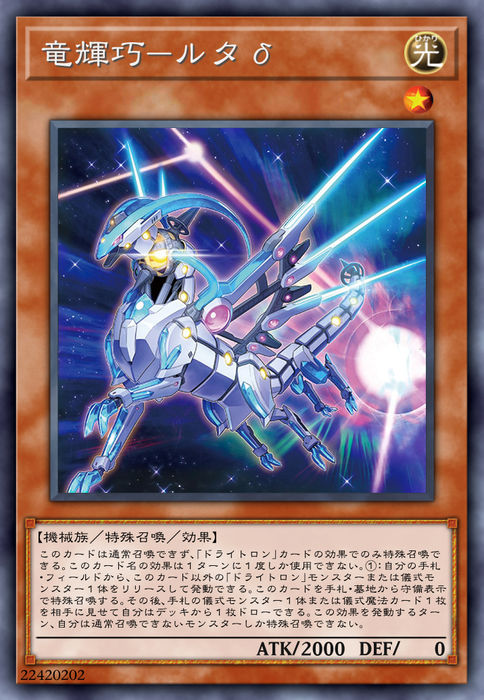 竜輝巧－ルタδ
ひかり
光
【機械族／特殊召喚／効果】
このカードは通常召喚できず、「ドライトロン」カードの効果でのみ特殊召喚で
きる。このカード名の効果は１ターンに１度しか使用できない。①：自分の手札
・フィールドから、このカード以外の「ドライトロン」モンスターまたは儀式モ
ンスター１体をリリースして発動できる。このカードを手札・墓地から守備表示
で特殊召喚する。その後、手札の儀式モンスター１体または儀式魔法カード１枚
を相手に見せて自分はデッキから１枚ドローできる。この効果を発動するター
ン、自分は通常召喚できないモンスターしか特殊召喚できない。
ATK/2000 DEF/ 0
22420202